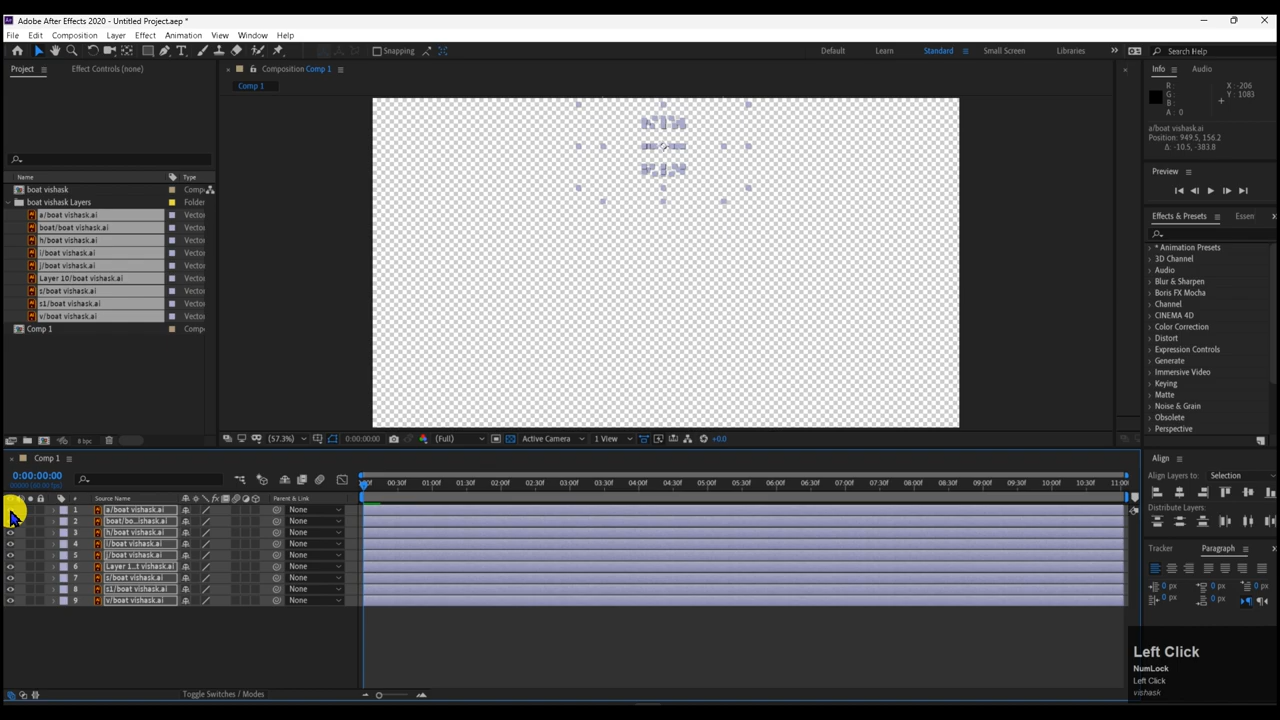 Adobe After Effects 2020 - Untitled Project.aep *
File Edit Composition Layer Effect Animation View Window Help
Snapping Default Learn Standard Small Screen Libraries Search Help
Project Effect Controls (none)
Composition Comp 1
Comp 1
Info Audio
R : X : -206
G : Y : 1083
B :
A : 0
a/boat vishask.ai
Position: 949.5, 156.2
Δ: -10.5, -383.8
Preview
Effects & Presets Essen
* Animation Presets
3D Channel
Audio
Blur & Sharpen
Boris FX Mocha
Channel
CINEMA 4D
Color Correction
Distort
Expression Controls
Generate
Immersive Video
Keying
Matte
Noise & Grain
Obsolete
Perspective
Name Type
boat vishask Comp
boat vishask Layers Folder
a/boat vishask.ai Vector
boat/boat vishask.ai Vector
h/boat vishask.ai Vector
i/boat vishask.ai Vector
j/boat vishask.ai Vector
Layer 10/boat vishask.ai Vector
s/boat vishask.ai Vector
s1/boat vishask.ai Vector
v/boat vishask.ai Vector
Comp 1
8 bpc
(57.3%) 0:00:00:00 (Full) Active Camera 1 View +0.0
Comp 1
0:00:00:00
# Source Name Parent & Link
00:30f 01:00f 01:30f 02:00f 02:30f 03:00f 03:30f 04:00f 04:30f 05:00f 05:30f 06:00f 06:30f 07:00f 07:30f 08:00f 08:30f 09:00f 09:30f 10:00f 10:30f 11:00f
1 a/boat vishask.ai None
2 boat/bo...ishask.ai None
3 h/boat vishask.ai None
4 i/boat vishask.ai None
5 j/boat vishask.ai None
6 Layer 1...t vishask.ai None
7 s/boat vishask.ai None
8 s1/boat vishask.ai None
9 v/boat vishask.ai None
Toggle Switches / Modes
Align
Align Layers to: Selection
Distribute Layers:
Tracker Paragraph
0 px 0 px 0 px
0 px 0 px
Left Click
NumLock
Left Click
vishask